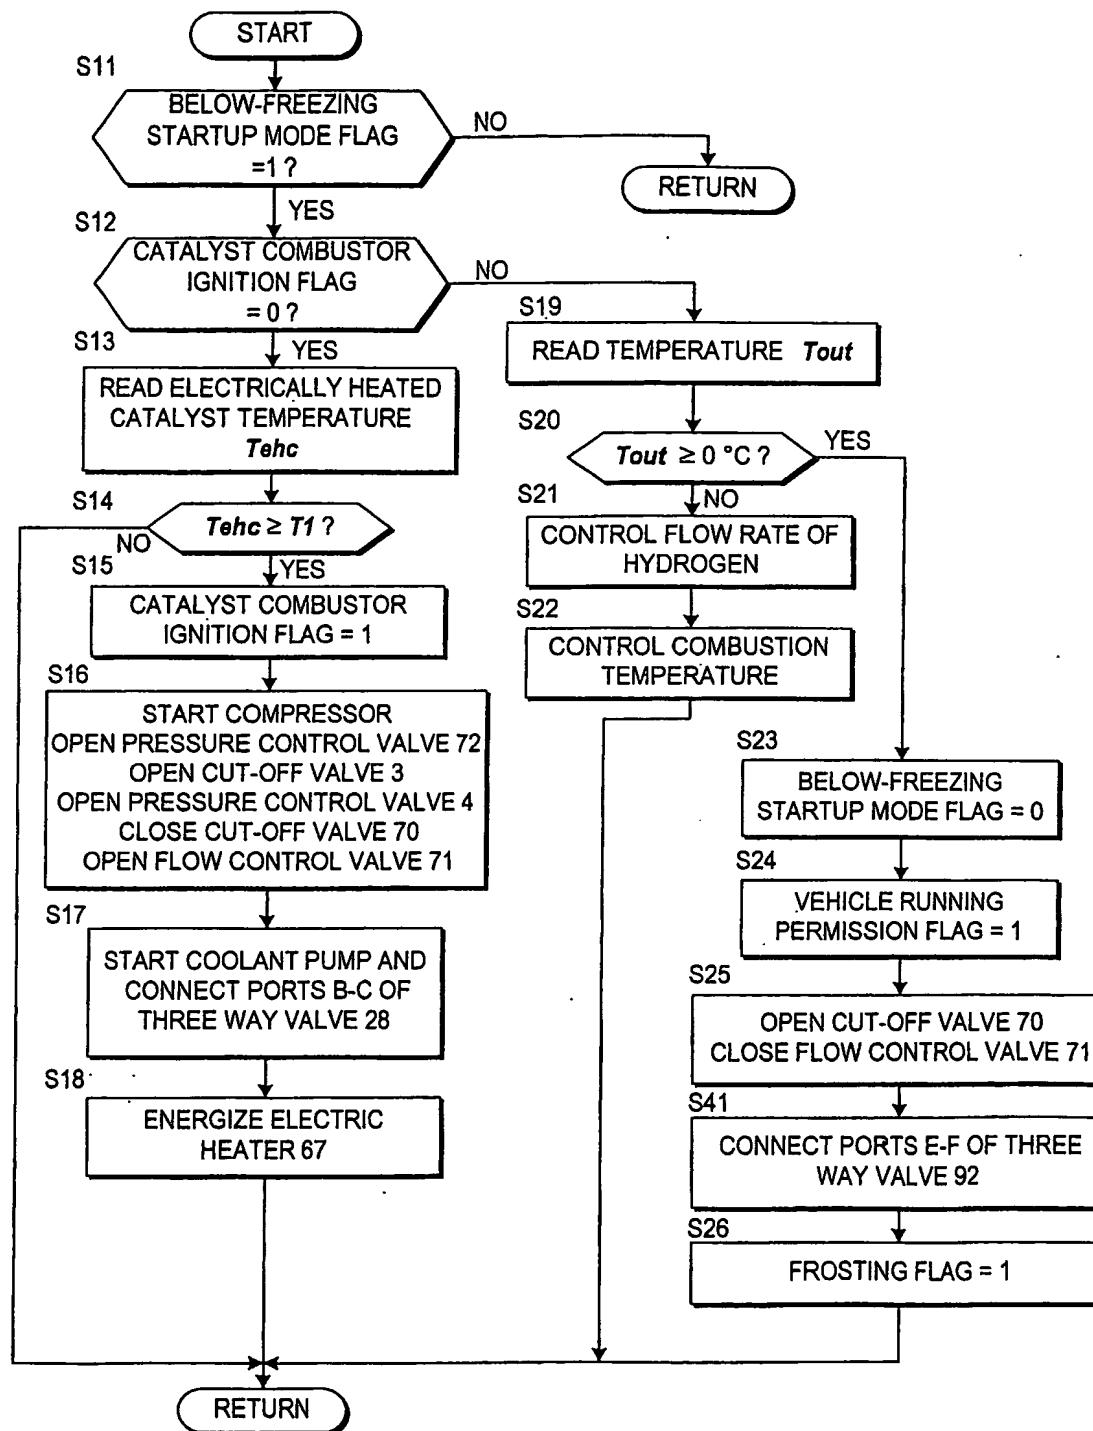 START
S11
BELOW-FREEZING
STARTUP MODE FLAG
=1 ?
NO
RETURN
YES
S12
CATALYST COMBUSTOR
IGNITION FLAG
= 0 ?
NO
YES
S13
READ ELECTRICALLY HEATED
CATALYST TEMPERATURE
Tehc
S14
Tehc ≥ T1 ?
NO
YES
S15
CATALYST COMBUSTOR
IGNITION FLAG = 1
S16
START COMPRESSOR
OPEN PRESSURE CONTROL VALVE 72
OPEN CUT-OFF VALVE 3
OPEN PRESSURE CONTROL VALVE 4
CLOSE CUT-OFF VALVE 70
OPEN FLOW CONTROL VALVE 71
S17
START COOLANT PUMP AND
CONNECT PORTS B-C OF
THREE WAY VALVE 28
S18
ENERGIZE ELECTRIC
HEATER 67
S19
READ TEMPERATURE Tout
S20
Tout ≥ 0 °C ?
YES
NO
S21
CONTROL FLOW RATE OF
HYDROGEN
S22
CONTROL COMBUSTION
TEMPERATURE
S23
BELOW-FREEZING
STARTUP MODE FLAG = 0
S24
VEHICLE RUNNING
PERMISSION FLAG = 1
S25
OPEN CUT-OFF VALVE 70
CLOSE FLOW CONTROL VALVE 71
S41
CONNECT PORTS E-F OF THREE
WAY VALVE 92
S26
FROSTING FLAG = 1
RETURN